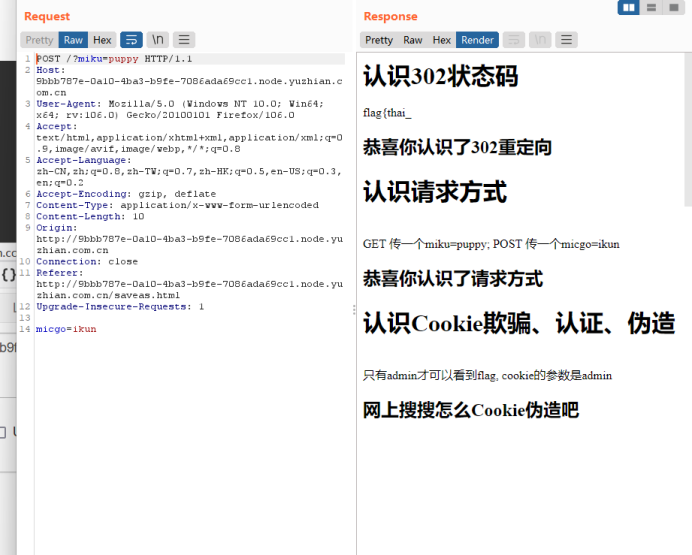 Request
Response
Pretty Raw Hex \n
Pretty Raw Hex Render \n
1 POST /?miku=puppy HTTP/1.1
2 Host:
9bbb787e-0a10-4ba3-b9fe-7086ada69cc1.node.yuzhian.c
om.cn
3 User-Agent: Mozilla/5.0 (Windows NT 10.0; Win64;
x64; rv:106.0) Gecko/20100101 Firefox/106.0
4 Accept:
text/html,application/xhtml+xml,application/xml;q=0
.9,image/avif,image/webp,*/*;q=0.8
5 Accept-Language:
zh-CN,zh;q=0.8,zh-TW;q=0.7,zh-HK;q=0.5,en-US;q=0.3,
en;q=0.2
6 Accept-Encoding: gzip, deflate
7 Content-Type: application/x-www-form-urlencoded
8 Content-Length: 10
9 Origin:
http://9bbb787e-0a10-4ba3-b9fe-7086ada69cc1.node.yu
zhian.com.cn
10 Connection: close
11 Referer:
http://9bbb787e-0a10-4ba3-b9fe-7086ada69cc1.node.yu
zhian.com.cn/saveas.html
12 Upgrade-Insecure-Requests: 1
13
14 micgo=ikun
认识302状态码
flag{thai_
恭喜你认识了302重定向
认识请求方式
GET 传一个miku=puppy; POST 传一个micgo=ikun
恭喜你认识了请求方式
认识Cookie欺骗、认证、伪造
只有admin才可以看到flag, cookie的参数是admin
网上搜搜怎么Cookie伪造吧
n.cc
{}
b9f